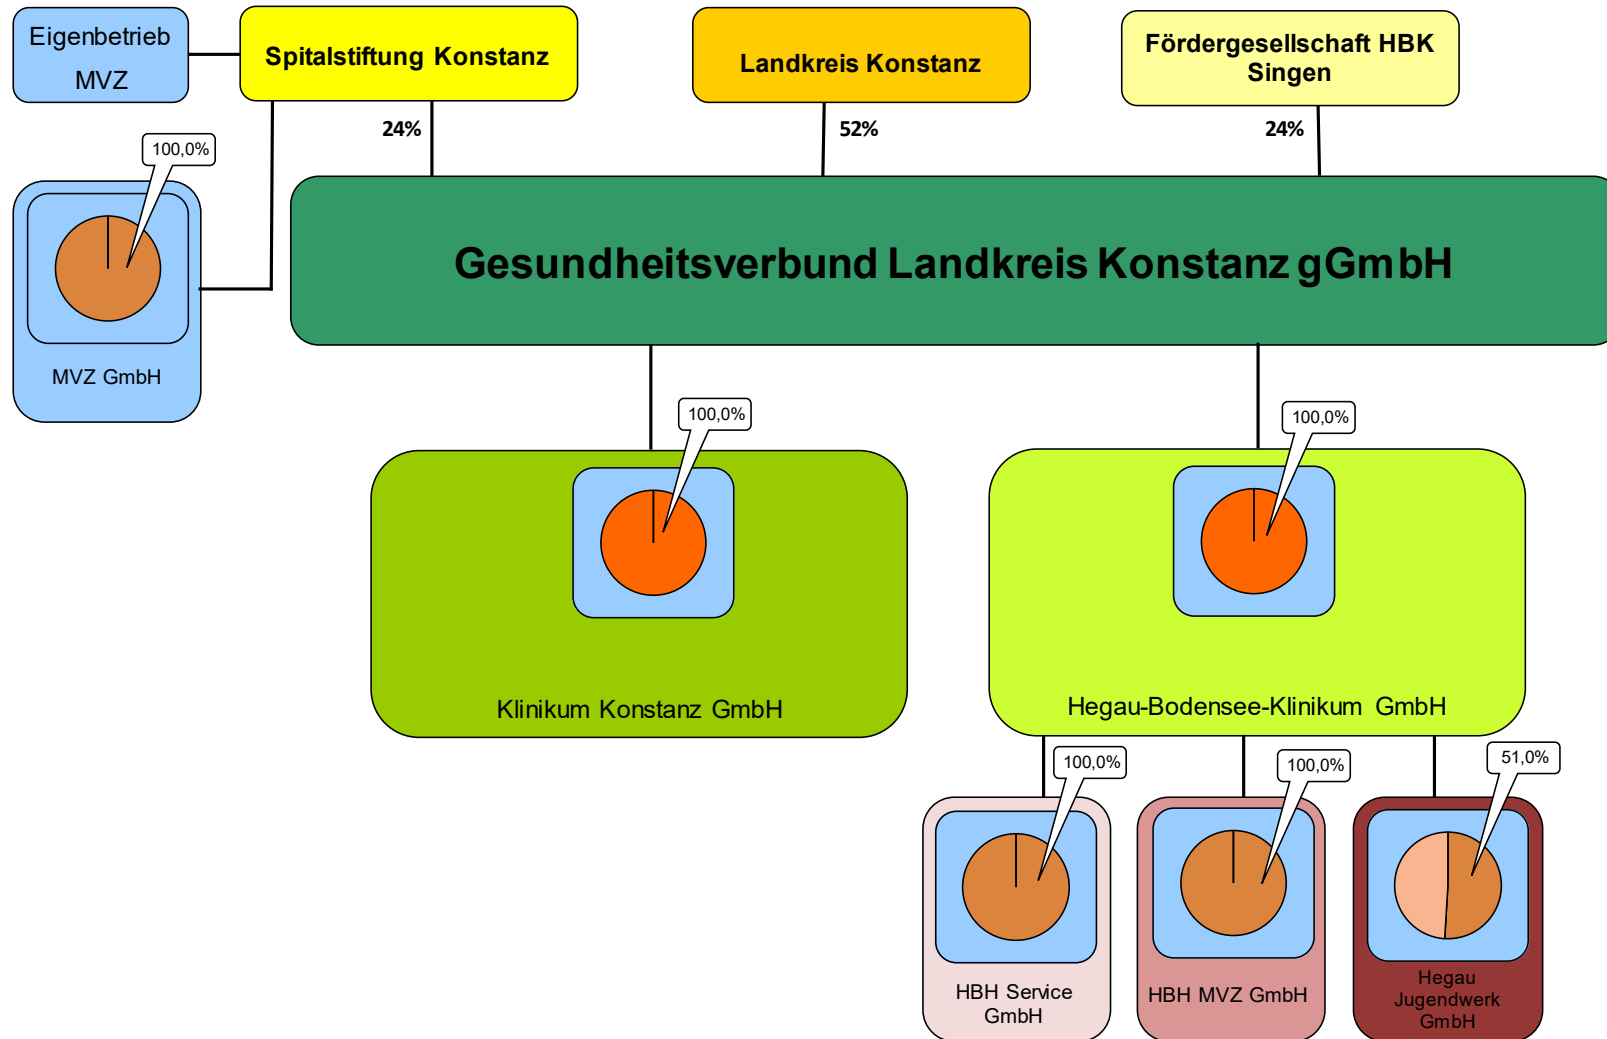 Eigenbetrieb
MVZ
Spitalstiftung Konstanz
Landkreis Konstanz
Fördergesellschaft HBK
Singen
24%
52%
24%
100,0%
MVZ GmbH
Gesundheitsverbund Landkreis Konstanz gGmbH
100,0%
100,0%
Klinikum Konstanz GmbH
Hegau-Bodensee-Klinikum GmbH
100,0%
100,0%
51,0%
HBH Service
GmbH
HBH MVZ GmbH
Hegau
Jugendwerk
GmbH